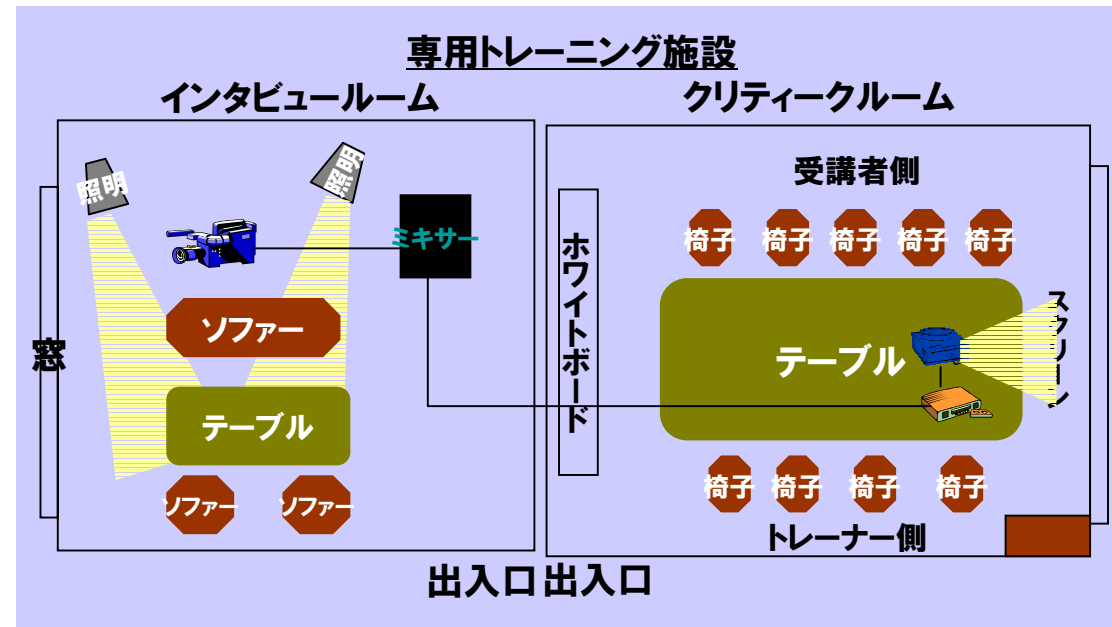 専用トレーニング施設
インタビュールーム
クリティークルーム
照明
照明
ミキサー
ソファー
窓
テーブル
ソファー
ソファー
受講者側
椅子
椅子
椅子
椅子
椅子
ホワイトボード
テーブル
スクリーン
椅子
椅子
椅子
椅子
トレーナー側
出入口
出入口